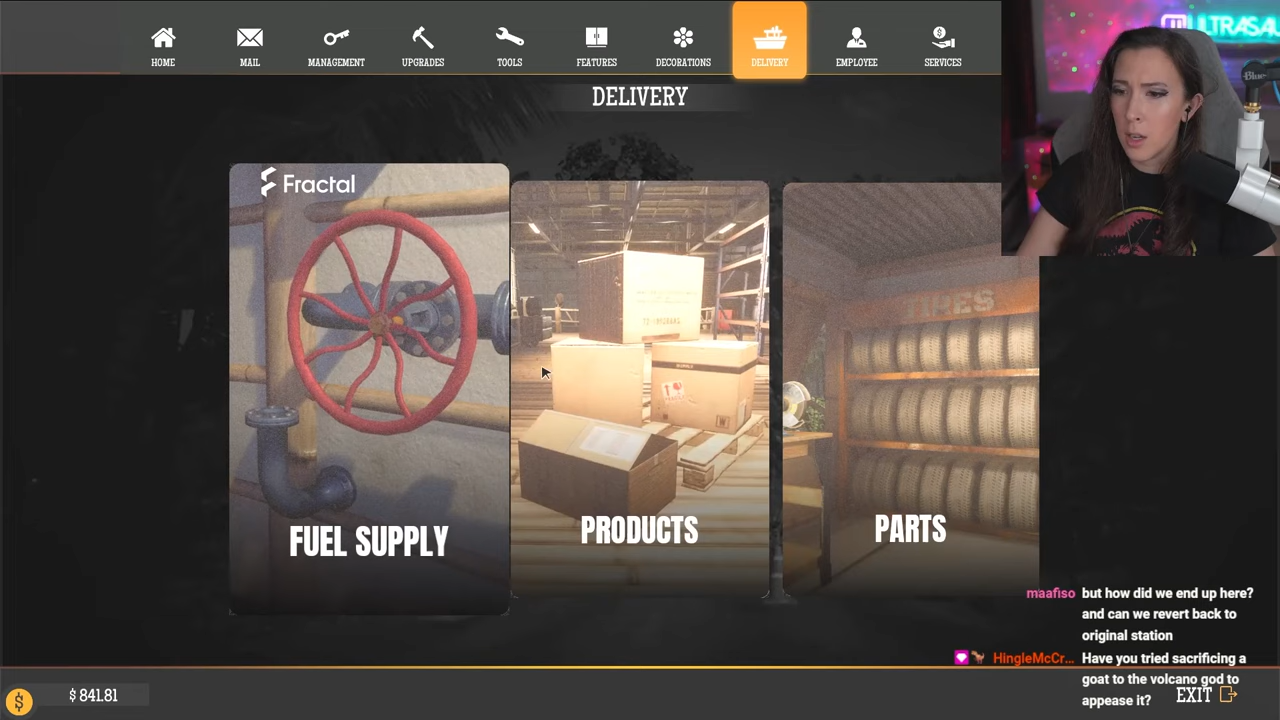 HOME
MAIL
MANAGEMENT
UPGRADES
TOOLS
FEATURES
DECORATIONS
DELIVERY
EMPLOYEE
SERVICES
DELIVERY
Fractal
FUEL SUPPLY
PRODUCTS
TIRES
PARTS
Blue
maafiso but how did we end up here?
and can we revert back to
original station
HingleMcCr... Have you tried sacrificing a
goat to the volcano god to
appease it?
$ 841.81
EXIT